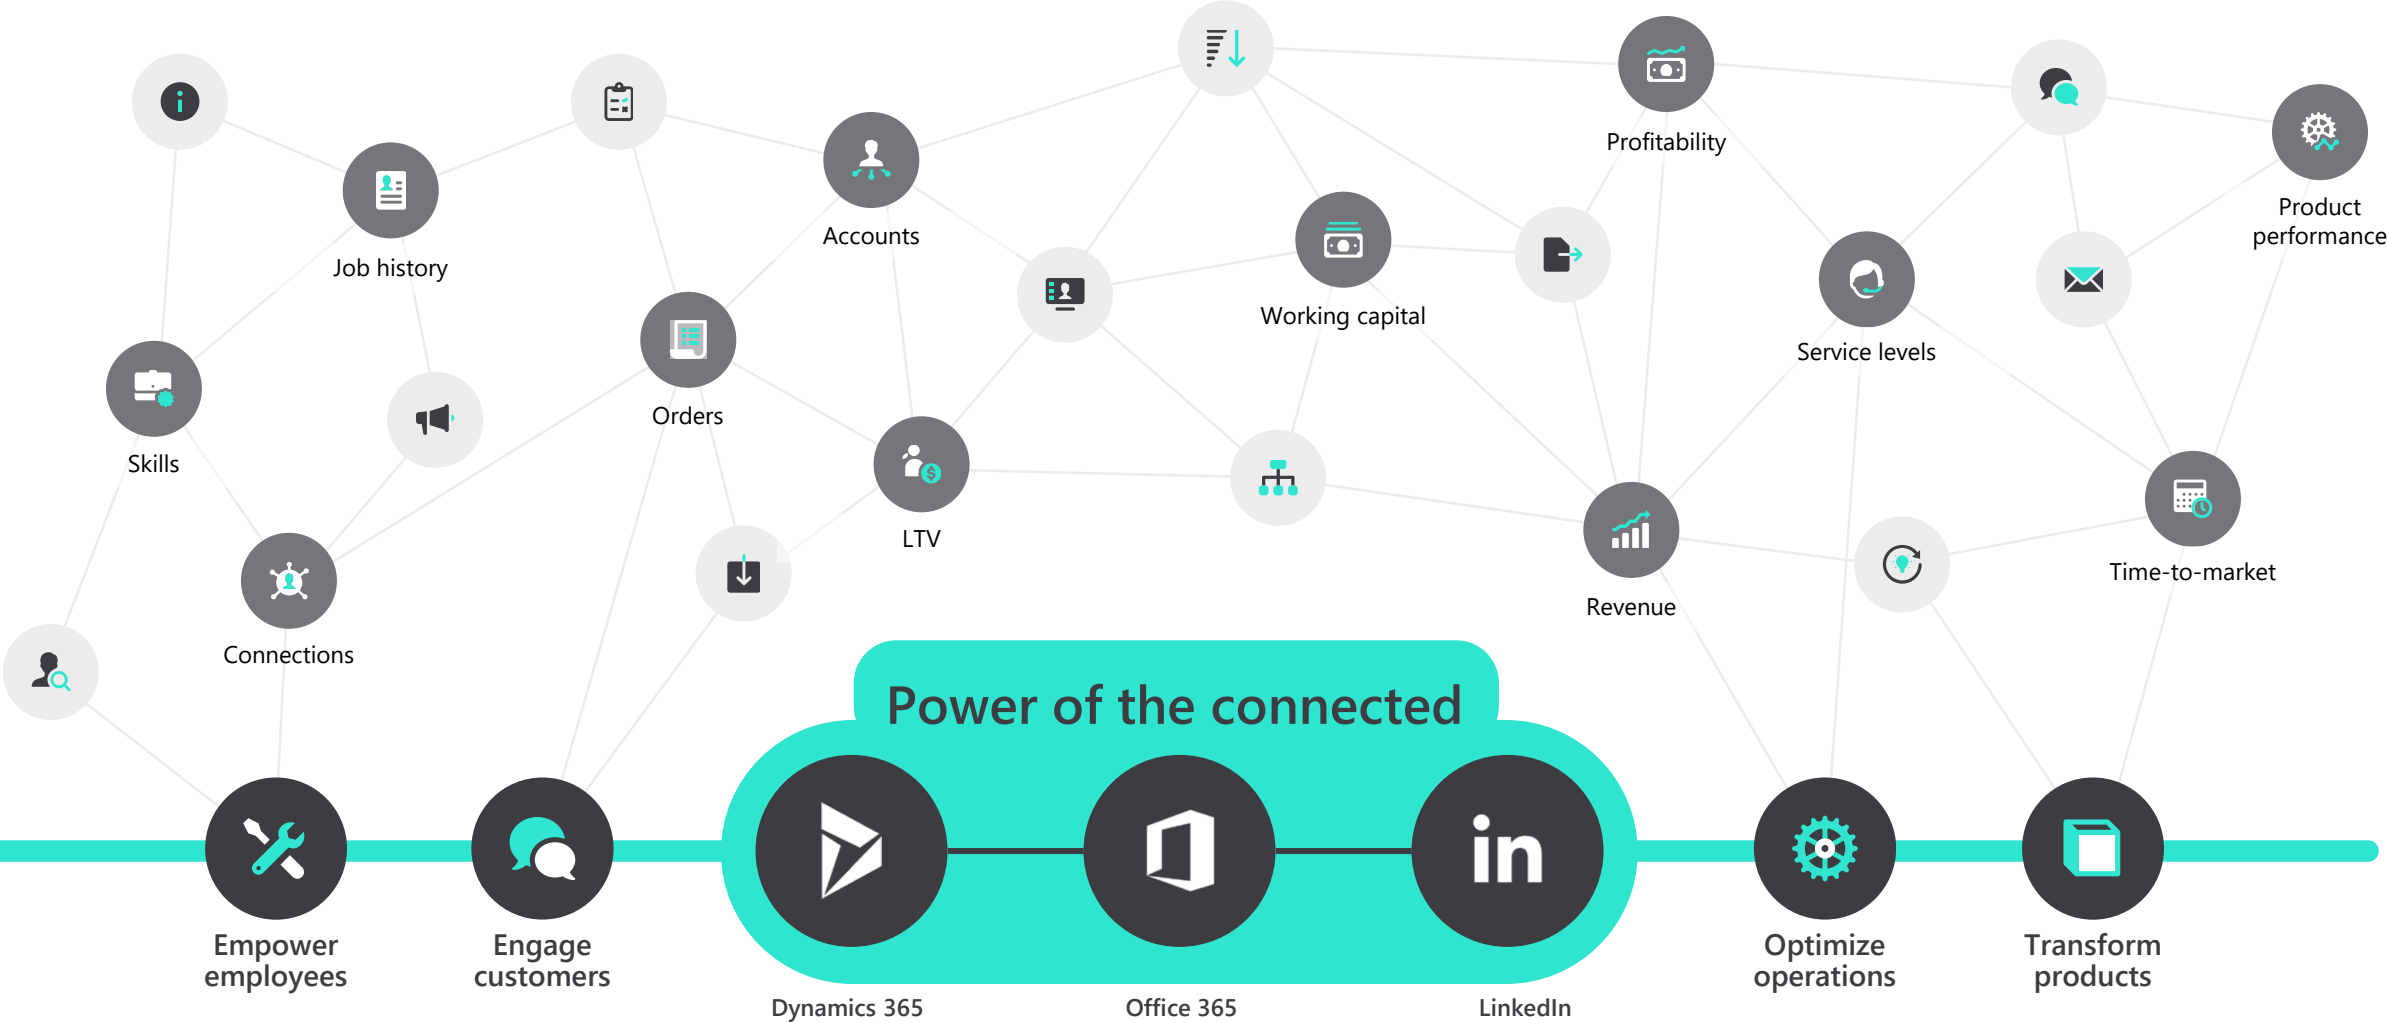 Profitability
Product
performance
Accounts
Job history
Working capital
Service levels
Orders
Skills
LTV
Time-to-market
Revenue
Connections
Power of the connected
in
Empower
employees
Engage
customers
Optimize
operations
Transform
products
Dynamics 365
Office 365
LinkedIn